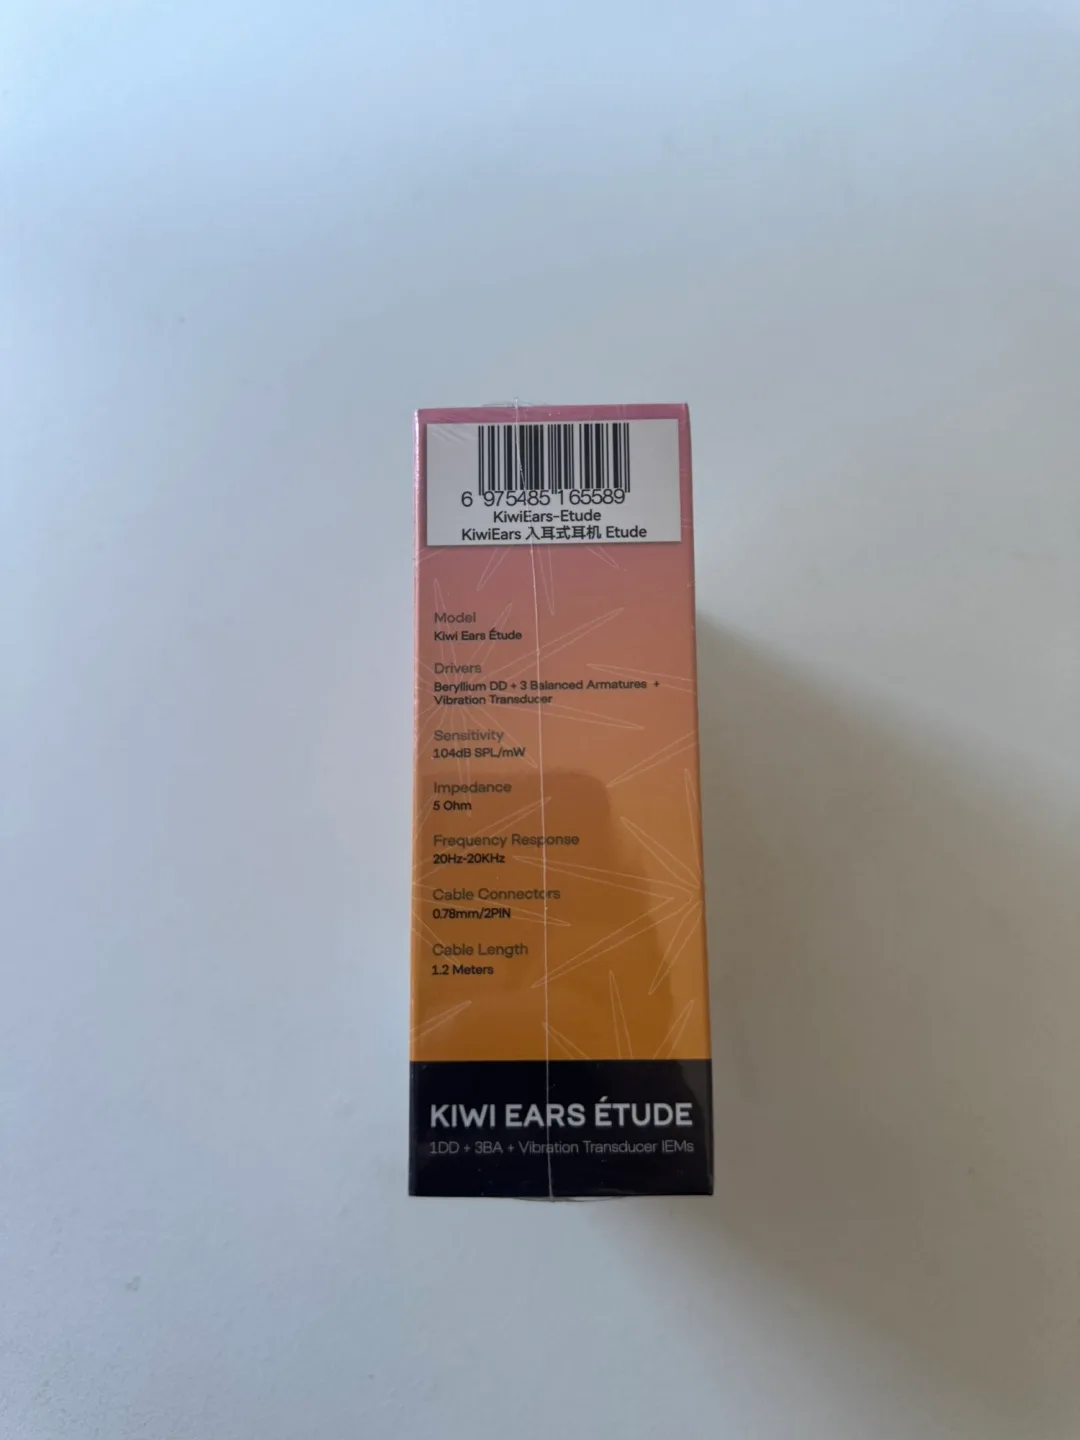 6 975485 165589
KiwiEars-Etude
KiwiEars 入耳式耳机 Etude
Model
Kiwi Ears Étude
Drivers
Beryllium DD + 3 Balanced Armatures +
Vibration Transducer
Sensitivity
104dB SPL/mW
Impedance
5 Ohm
Frequency Response
20Hz-20KHz
Cable Connectors
0.78mm/2PIN
Cable Length
1.2 Meters
KIWI EARS ÉTUDE
1DD + 3BA + Vibration Transducer IEMs